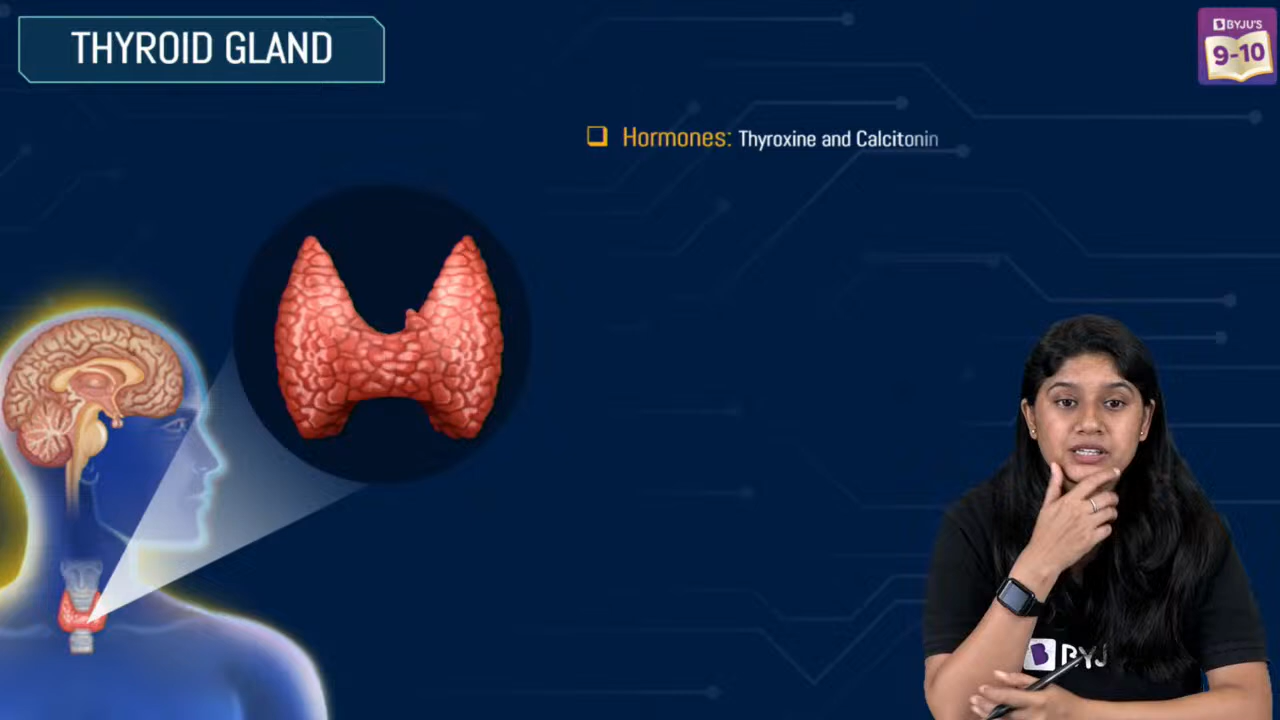 THYROID GLAND
BYJU'S
9-10
Hormones: Thyroxine and Calcitonin
BYJ